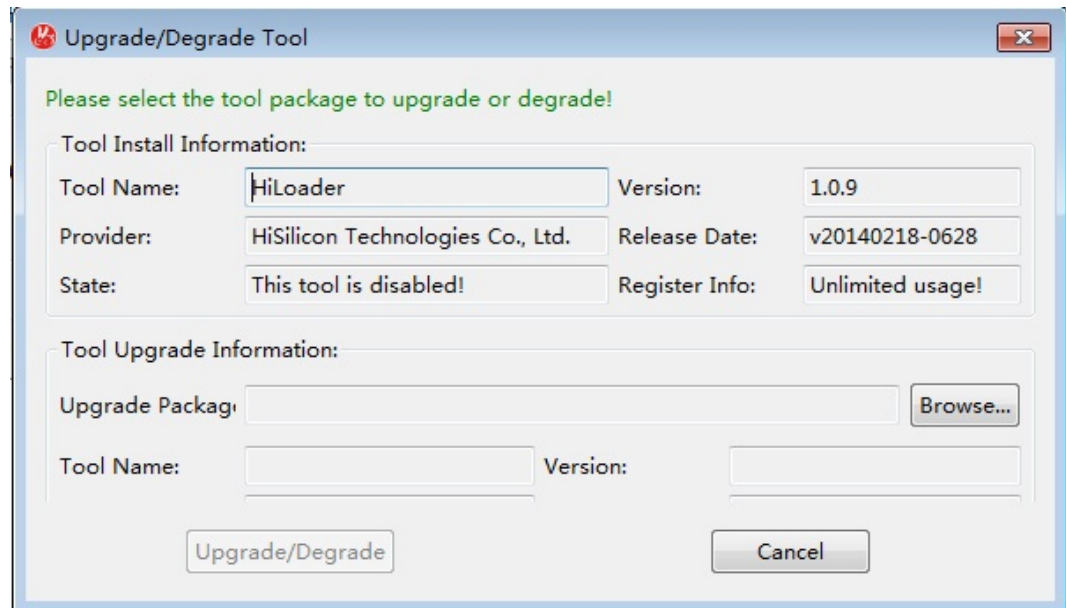 Upgrade/Degrade Tool
Please select the tool package to upgrade or degrade!
Tool Install Information:
Tool Name: HiLoader Version: 1.0.9
Provider: HiSilicon Technologies Co., Ltd. Release Date: v20140218-0628
State: This tool is disabled! Register Info: Unlimited usage!
Tool Upgrade Information:
Upgrade Packag Browse...
Tool Name: Version:
Upgrade/Degrade Cancel